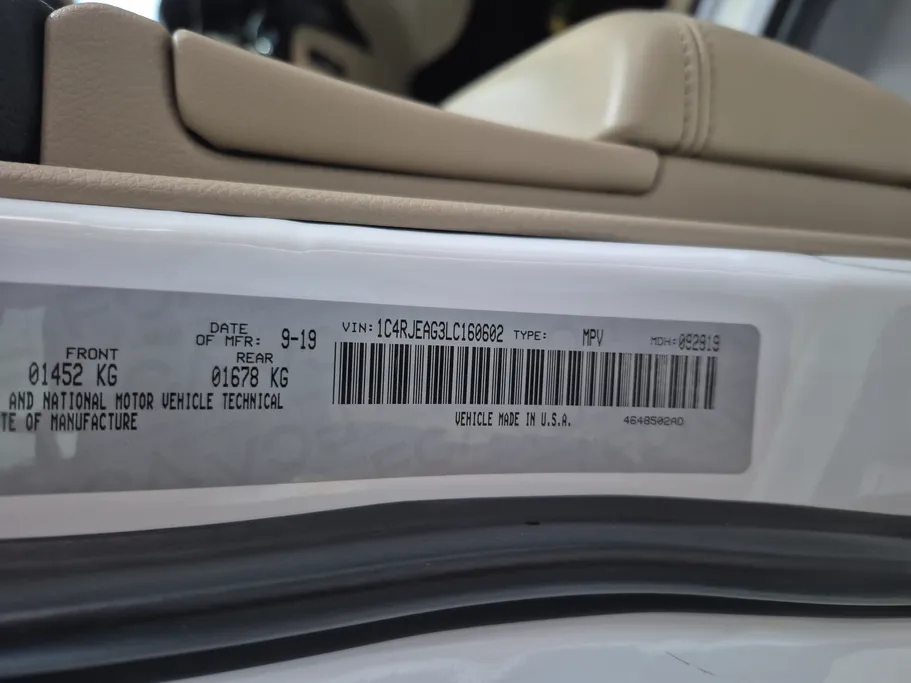 DATE OF MFR: 9-19 VIN: 1C4RJEAG3LC160602 TYPE: MPV MDH: 092819
FRONT REAR
01452 KG 01678 KG
AND NATIONAL MOTOR VEHICLE TECHNICAL
TE OF MANUFACTURE
VEHICLE MADE IN U.S.A. 4648502AD